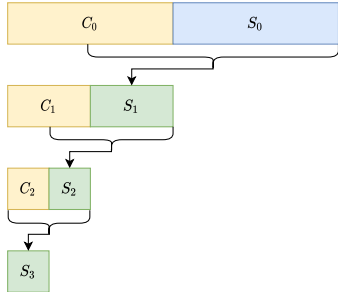 C₀ S₀
C₁ S₁
C₂ S₂
S₃